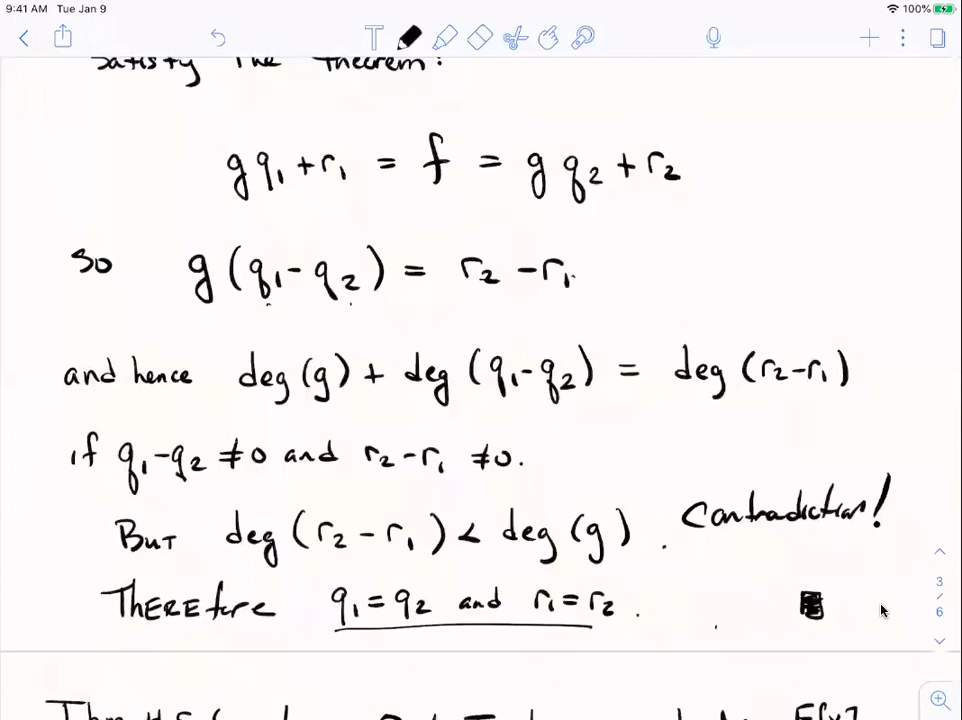 9:41 AM Tue Jan 9
100%
satisfy the theorem:
gq₁+r₁ = f = gq₂+r₂
so g(q₁-q₂) = r₂-r₁
and hence deg(g) + deg(q₁-q₂) = deg(r₂-r₁)
if q₁-q₂ ≠0 and r₂-r₁ ≠0.
But deg(r₂-r₁) < deg(g). Contradiction!
Therefore q₁=q₂ and r₁=r₂.
3
/
6